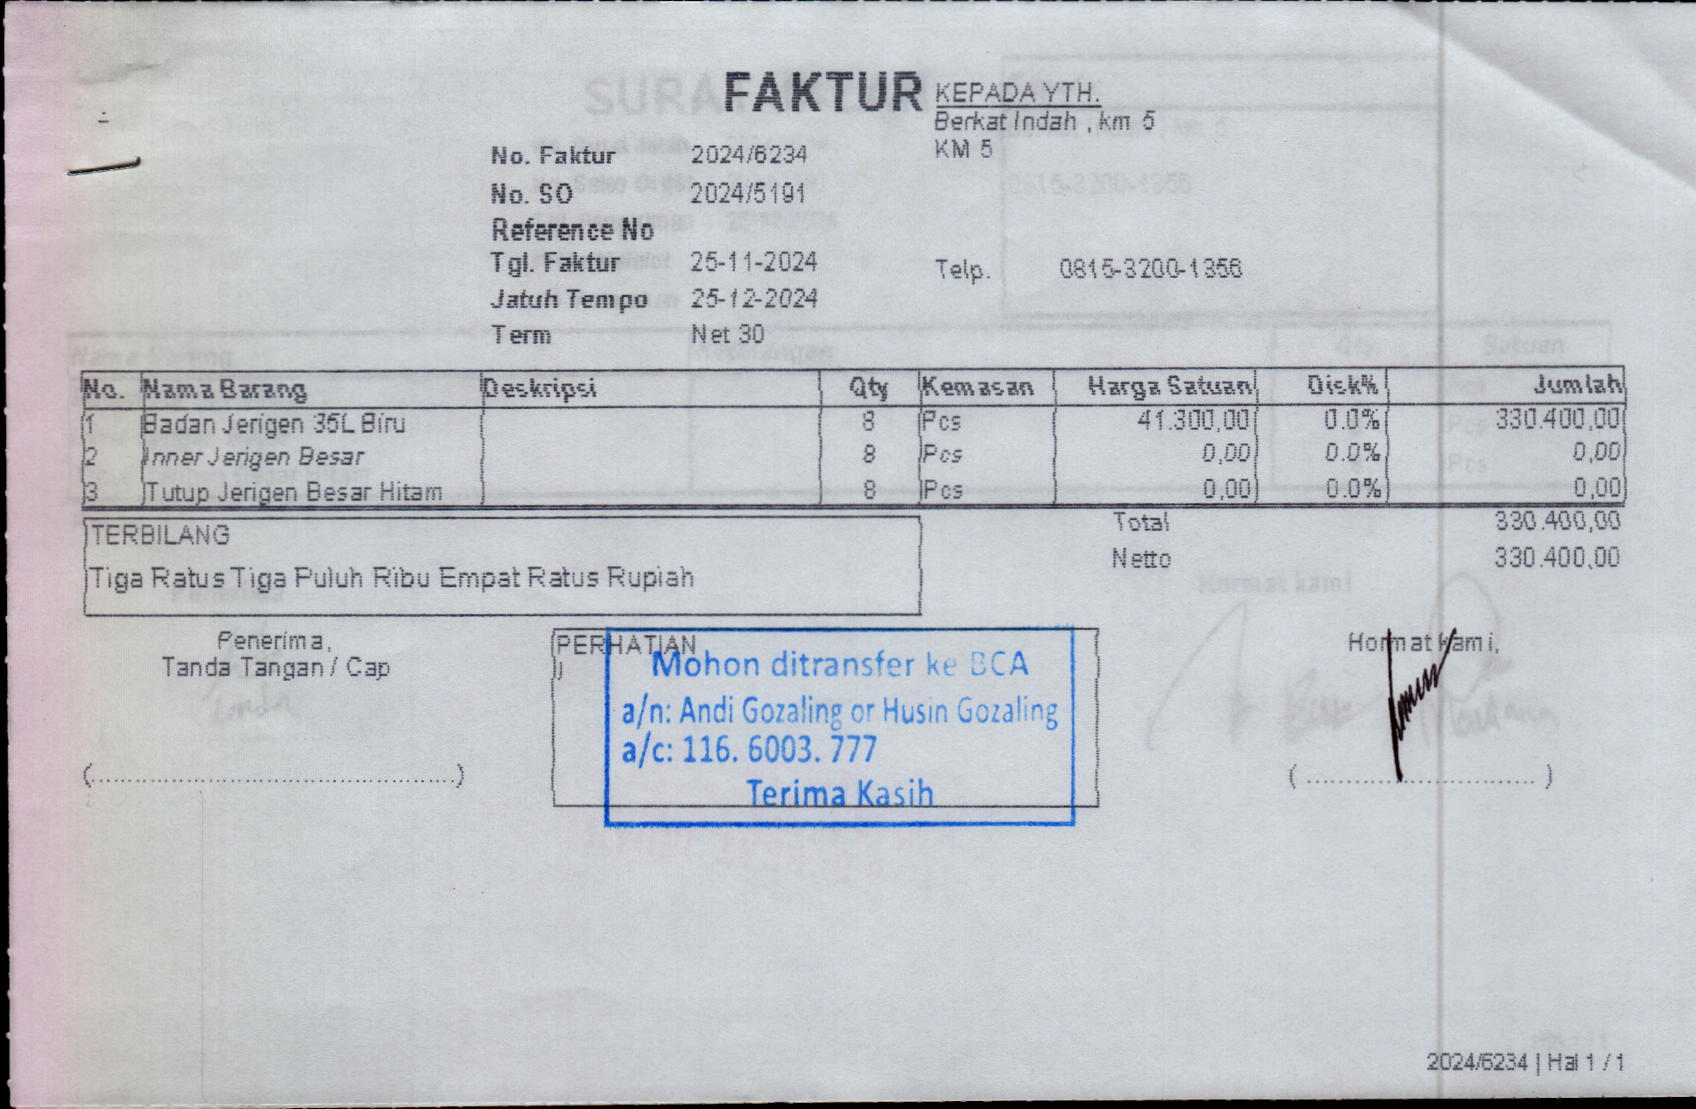 FAKTUR
KEPADA YTH.
Berkat Indah , km 5
KM 5
No. Faktur 2024/6234
No. SO 2024/5191
Reference No
Tgl. Faktur 25-11-2024
Telp. 0815-3200-1356
Jatuh Tempo 25-12-2024
Term Net 30
No. Nama Barang Deskripsi Qty Kemasan Harga Satuan Disk% Jumlah
1 Badan Jerigen 35L Biru 8 Pcs 41.300,00 0.0% 330.400,00
2 Inner Jerigen Besar 8 Pcs 0,00 0.0% 0,00
3 Tutup Jerigen Besar Hitam 8 Pcs 0,00 0.0% 0,00
Total 330.400,00
Netto 330.400,00
TERBILANG
Tiga Ratus Tiga Puluh Ribu Empat Ratus Rupiah
Penerima,
Tanda Tangan / Cap
(............................................)
PERHATIAN
Mohon ditransfer ke BCA
a/n: Andi Gozaling or Husin Gozaling
a/c: 116. 6003. 777
Terima Kasih
Hormat kami,
(............................)
2024/6234 | Hal 1 / 1